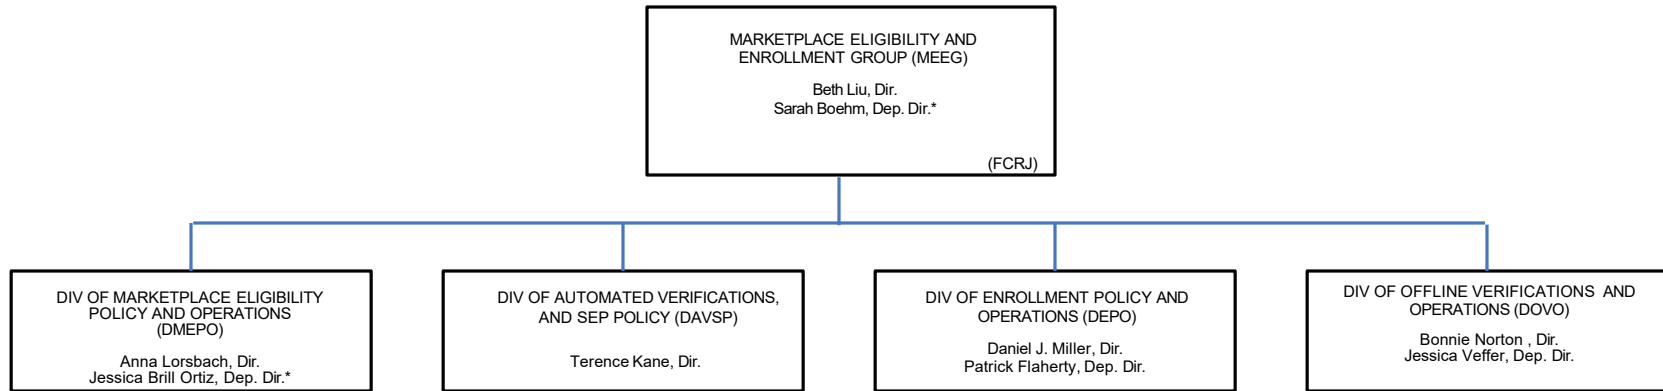 MARKETPLACE ELIGIBILITY AND
ENROLLMENT GROUP (MEEG)
Beth Liu, Dir.
Sarah Boehm, Dep. Dir.*
(FCRJ)
DIV OF MARKETPLACE ELIGIBILITY
POLICY AND OPERATIONS
(DMEPO)
Anna Lorsbach, Dir.
Jessica Brill Ortiz, Dep. Dir.*
DIV OF AUTOMATED VERIFICATIONS,
AND SEP POLICY (DAVSP)
Terence Kane, Dir.
DIV OF ENROLLMENT POLICY AND
OPERATIONS (DEPO)
Daniel J. Miller, Dir.
Patrick Flaherty, Dep. Dir.
DIV OF OFFLINE VERIFICATIONS AND
OPERATIONS (DOVO)
Bonnie Norton , Dir.
Jessica Veffer, Dep. Dir.